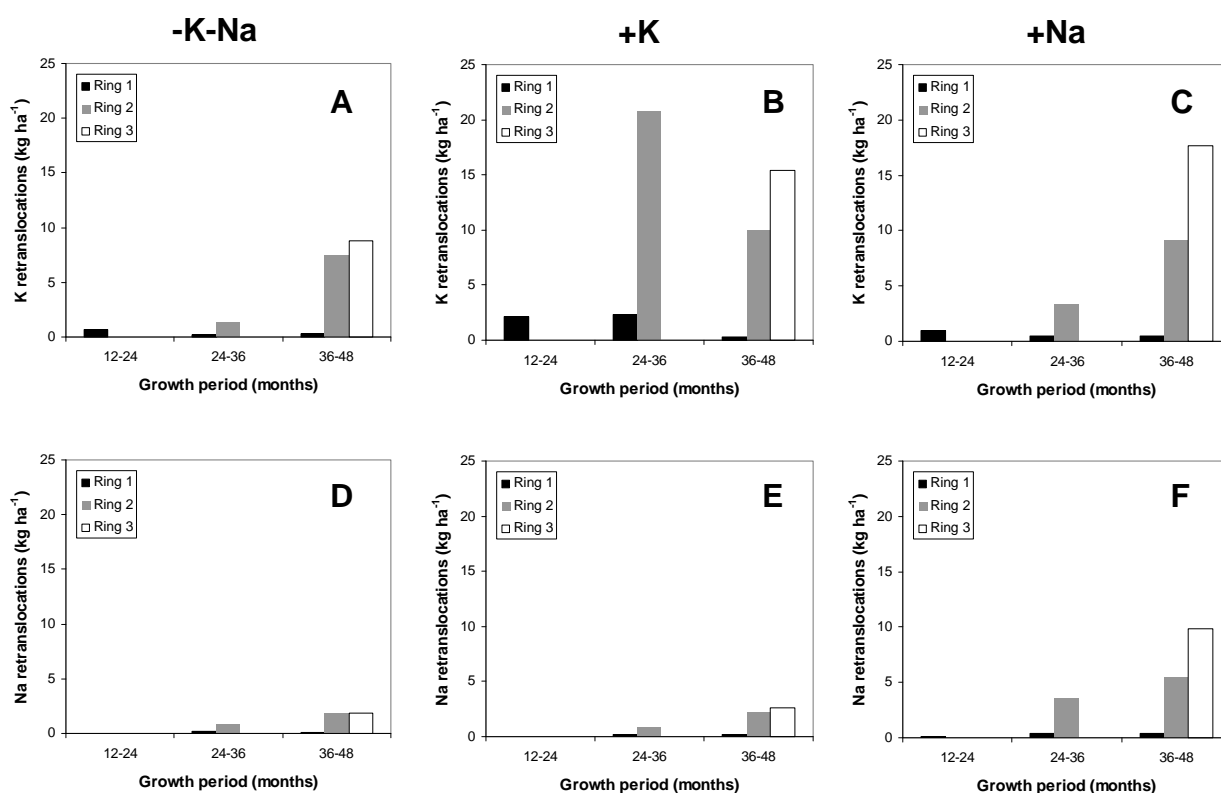 -K-Na
+K
+Na
K retranslocations (kg ha⁻¹)
25
20
15
10
5
0
Ring 1
Ring 2
Ring 3
A
12-24
24-36
36-48
Growth period (months)
K retranslocations (kg ha⁻¹)
25
20
15
10
5
0
Ring 1
Ring 2
Ring 3
B
12-24
24-36
36-48
Growth period (months)
K retranslocations (kg ha⁻¹)
25
20
15
10
5
0
Ring 1
Ring 2
Ring 3
C
12-24
24-36
36-48
Growth period (months)
Na retranslocations (kg ha⁻¹)
25
20
15
10
5
0
Ring 1
Ring 2
Ring 3
D
12-24
24-36
36-48
Growth period (months)
Na retranslocations (kg ha⁻¹)
25
20
15
10
5
0
Ring 1
Ring 2
Ring 3
E
12-24
24-36
36-48
Growth period (months)
Na retranslocations (kg ha⁻¹)
25
20
15
10
5
0
Ring 1
Ring 2
Ring 3
F
12-24
24-36
36-48
Growth period (months)